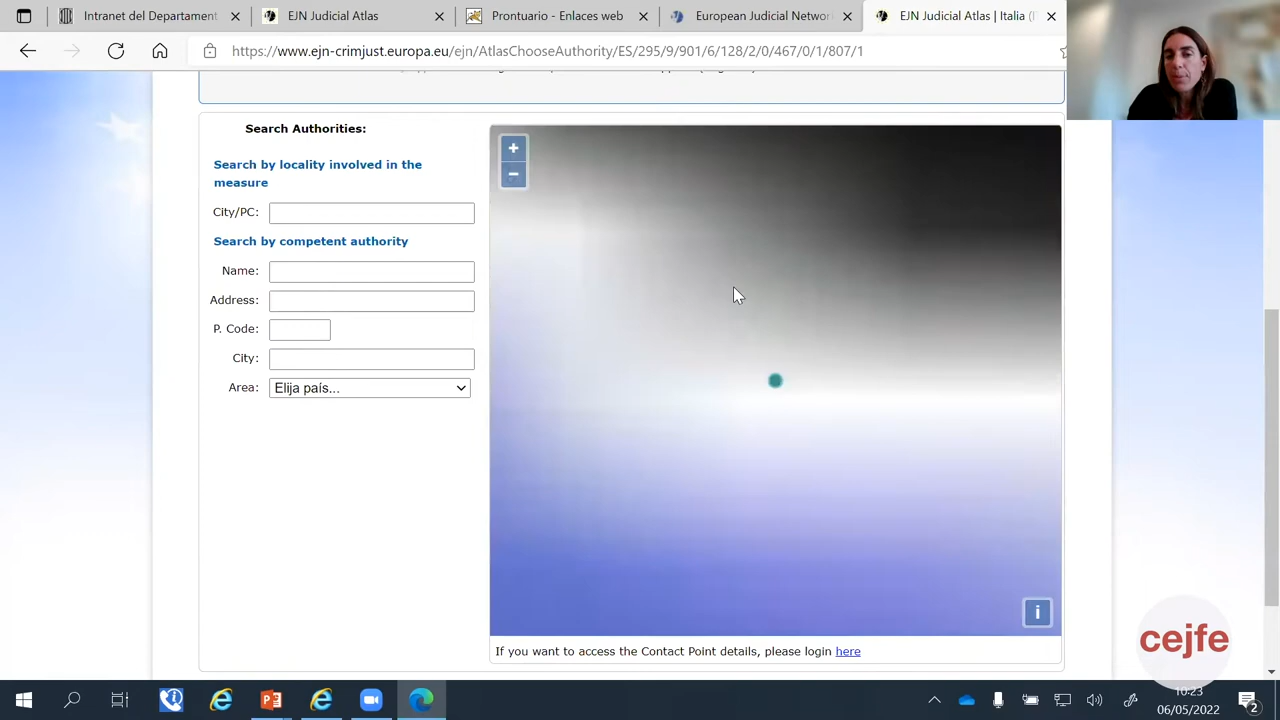 Intranet del Departament
EJN Judicial Atlas
Prontuario - Enlaces web
European Judicial Networ
EJN Judicial Atlas | Italia (I
https://www.ejn-crimjust.europa.eu/ejn/AtlasChooseAuthority/ES/295/9/901/6/128/2/0/467/0/1/807/1
Search Authorities:
Search by locality involved in the
measure
City/PC:
Search by competent authority
Name:
Address:
P. Code:
City:
Area: Elija país...
+
−
i
If you want to access the Contact Point details, please login here
cejfe
10:23
06/05/2022
2